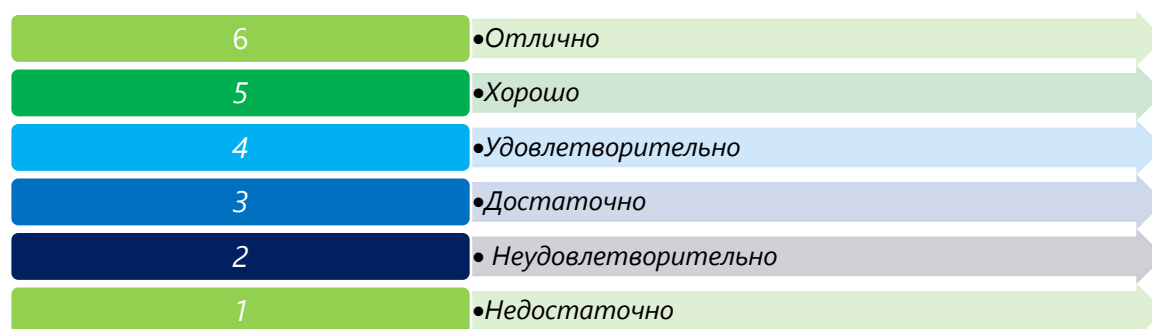 6 •Отлично
5 •Хорошо
4 •Удовлетворительно
3 •Достаточно
2 • Неудовлетворительно
1 •Недостаточно